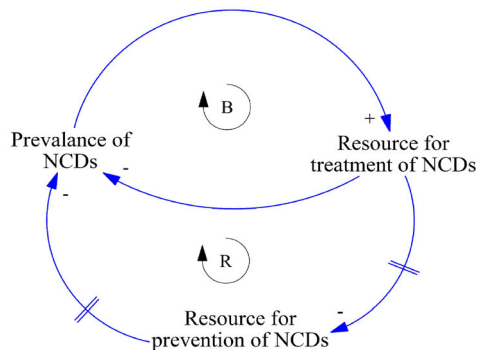 B
+
Prevalance of
NCDs
-
-
Resource for
treatment of NCDs
R
-
Resource for
prevention of NCDs